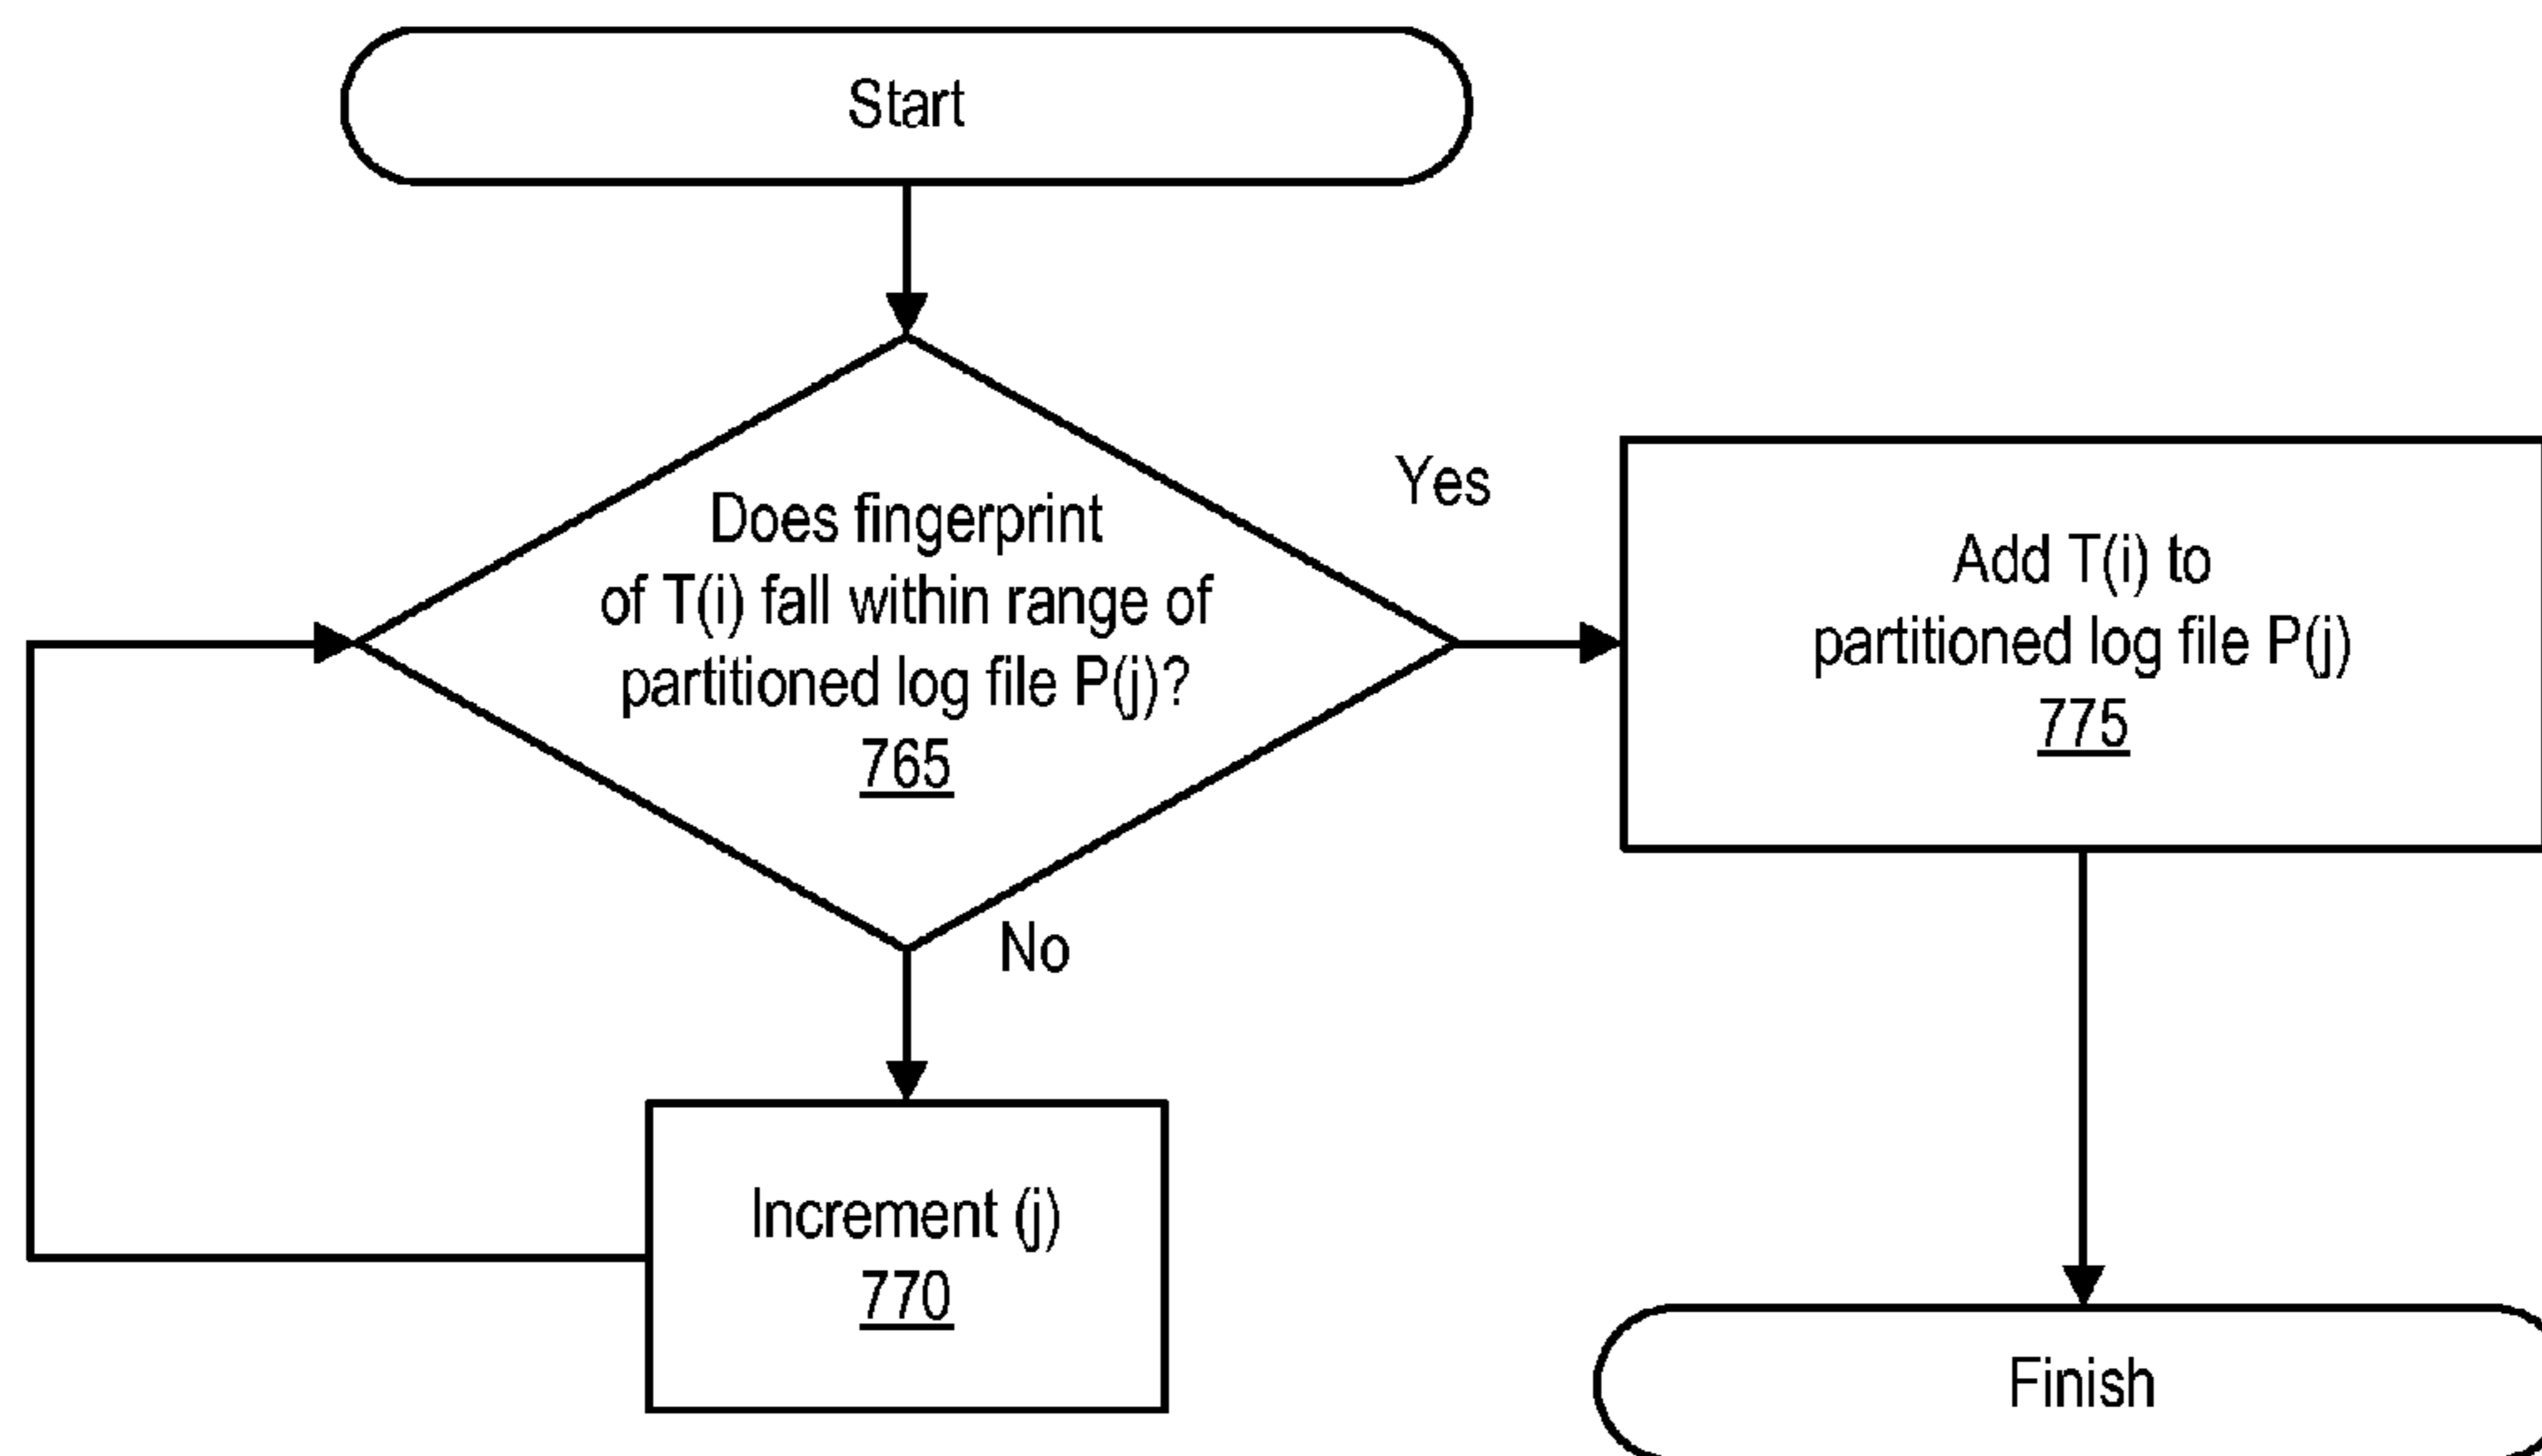 Start
Does fingerprint
of T(i) fall within range of
partitioned log file P(j)?
765
Yes
Add T(i) to
partitioned log file P(j)
775
No
Increment (j)
770
Finish